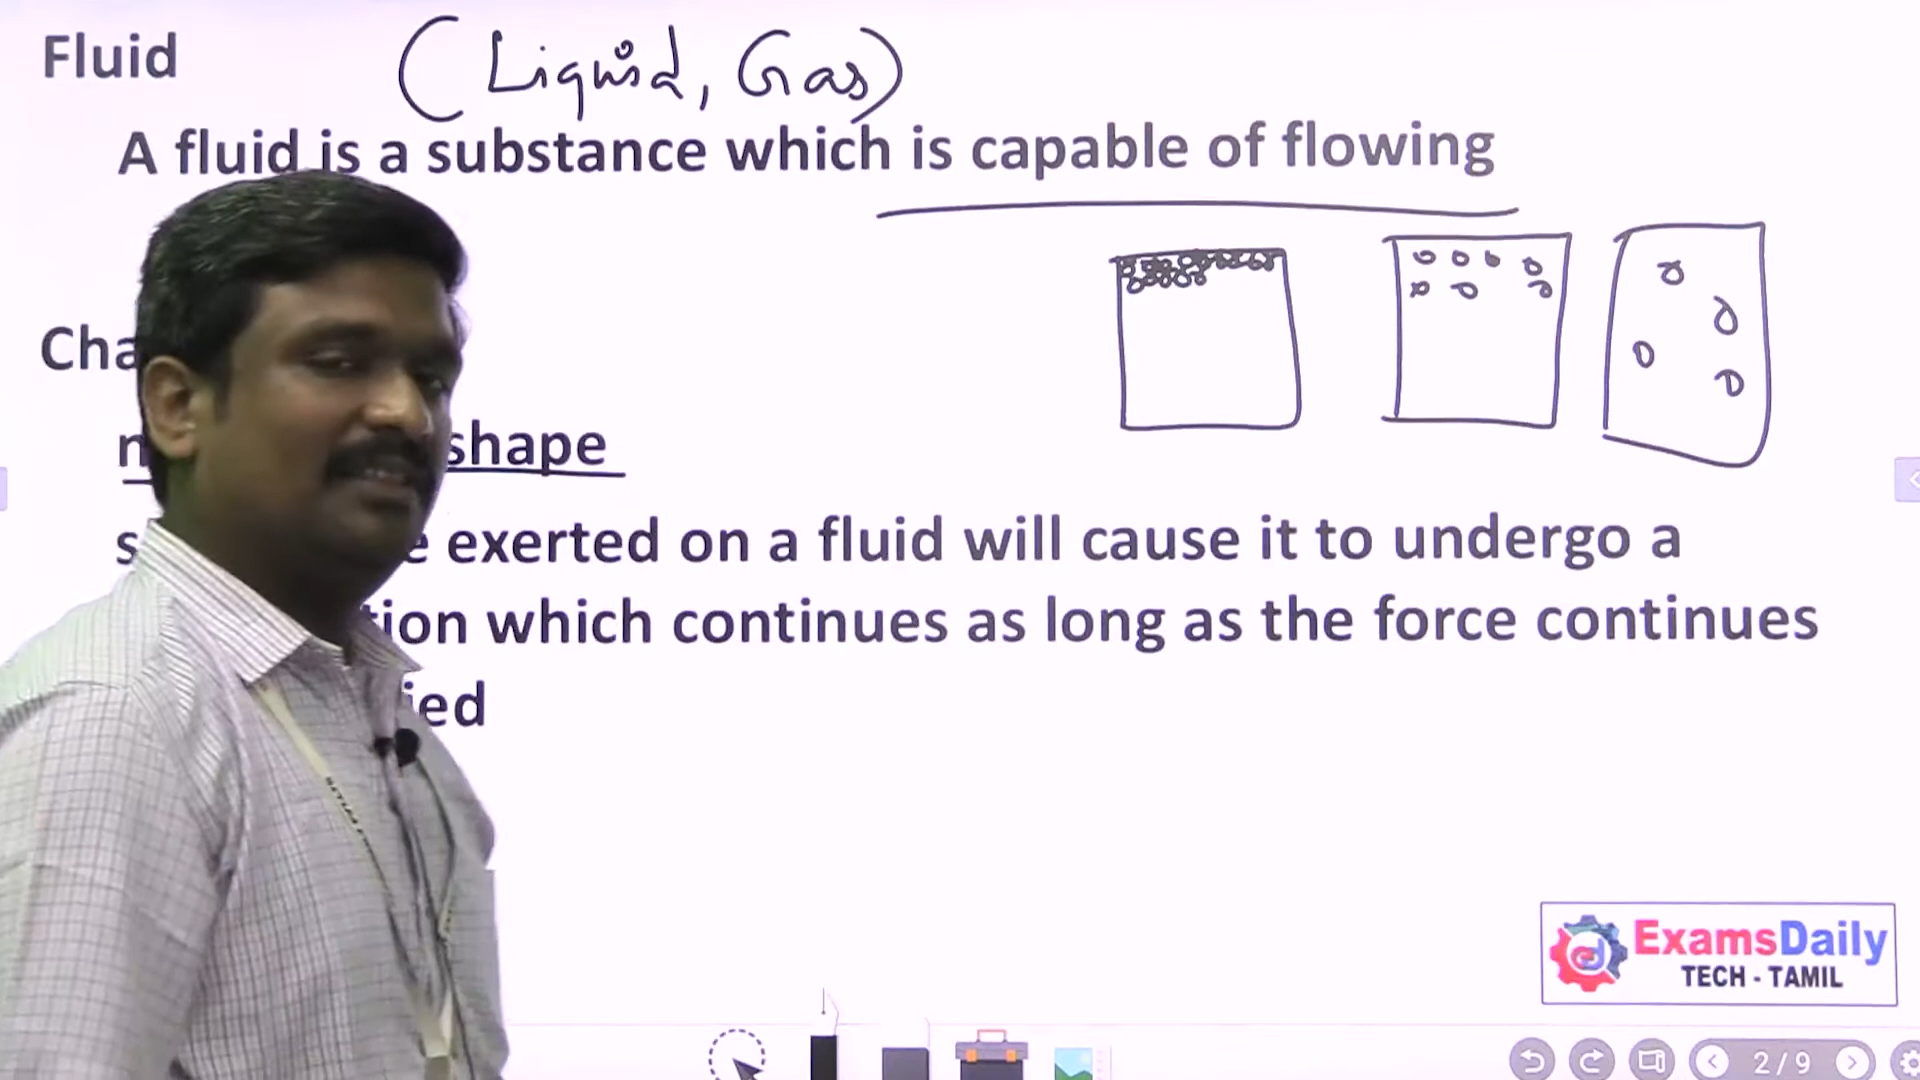 Fluid (Liquid, Gas)
A fluid is a substance which is capable of flowing
Cha
shape
e exerted on a fluid will cause it to undergo a
tion which continues as long as the force continues
ied
ExamsDaily
TECH - TAMIL
2/9